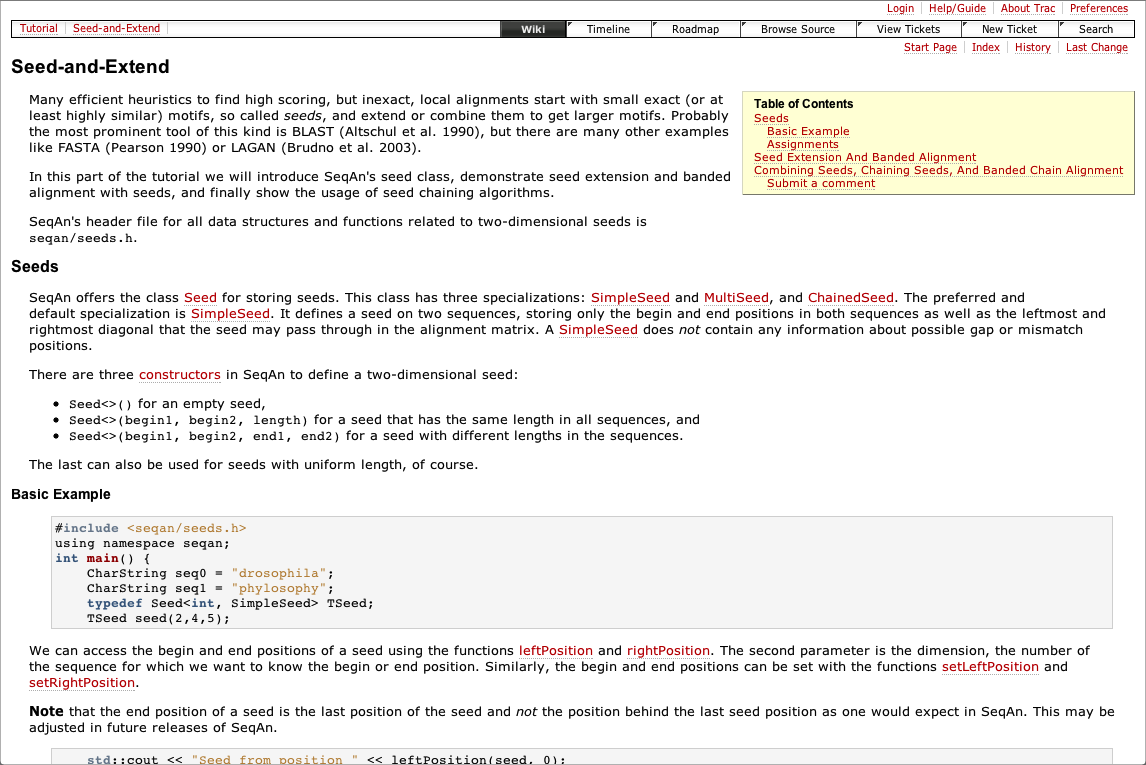 Login Help/Guide About Trac Preferences
Tutorial Seed-and-Extend Wiki Timeline Roadmap Browse Source View Tickets New Ticket Search
Start Page Index History Last Change
Seed-and-Extend
Many efficient heuristics to find high scoring, but inexact, local alignments start with small exact (or at
least highly similar) motifs, so called seeds, and extend or combine them to get larger motifs. Probably
the most prominent tool of this kind is BLAST (Altschul et al. 1990), but there are many other examples
like FASTA (Pearson 1990) or LAGAN (Brudno et al. 2003).
In this part of the tutorial we will introduce SeqAn's seed class, demonstrate seed extension and banded
alignment with seeds, and finally show the usage of seed chaining algorithms.
SeqAn's header file for all data structures and functions related to two-dimensional seeds is
seqan/seeds.h.
Table of Contents
Seeds
Basic Example
Assignments
Seed Extension And Banded Alignment
Combining Seeds, Chaining Seeds, And Banded Chain Alignment
Submit a comment
Seeds
SeqAn offers the class Seed for storing seeds. This class has three specializations: SimpleSeed and MultiSeed, and ChainedSeed. The preferred and
default specialization is SimpleSeed. It defines a seed on two sequences, storing only the begin and end positions in both sequences as well as the leftmost and
rightmost diagonal that the seed may pass through in the alignment matrix. A SimpleSeed does not contain any information about possible gap or mismatch
positions.
There are three constructors in SeqAn to define a two-dimensional seed:
• Seed<>() for an empty seed,
• Seed<>(begin1, begin2, length) for a seed that has the same length in all sequences, and
• Seed<>(begin1, begin2, end1, end2) for a seed with different lengths in the sequences.
The last can also be used for seeds with uniform length, of course.
Basic Example
#include <seqan/seeds.h>
using namespace seqan;
int main() {
    CharString seq0 = "drosophila";
    CharString seq1 = "phylosophy";
    typedef Seed<int, SimpleSeed> TSeed;
    TSeed seed(2,4,5);
We can access the begin and end positions of a seed using the functions leftPosition and rightPosition. The second parameter is the dimension, the number of
the sequence for which we want to know the begin or end position. Similarly, the begin and end positions can be set with the functions setLeftPosition and
setRightPosition.
Note that the end position of a seed is the last position of the seed and not the position behind the last seed position as one would expect in SeqAn. This may be
adjusted in future releases of SeqAn.
    std::cout << "Seed from position " << leftPosition(seed, 0);